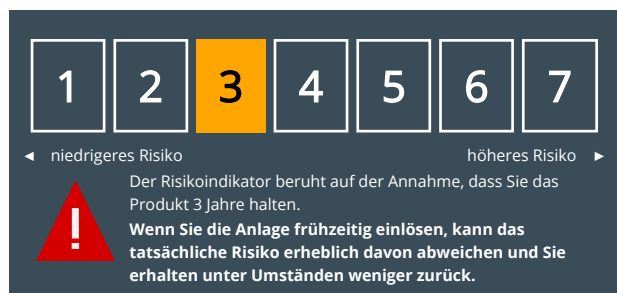 1 2 3 4 5 6 7
◄ niedrigeres Risiko höheres Risiko ►
Der Risikoindikator beruht auf der Annahme, dass Sie das
Produkt 3 Jahre halten.
Wenn Sie die Anlage frühzeitig einlösen, kann das
tatsächliche Risiko erheblich davon abweichen und Sie
erhalten unter Umständen weniger zurück.
!